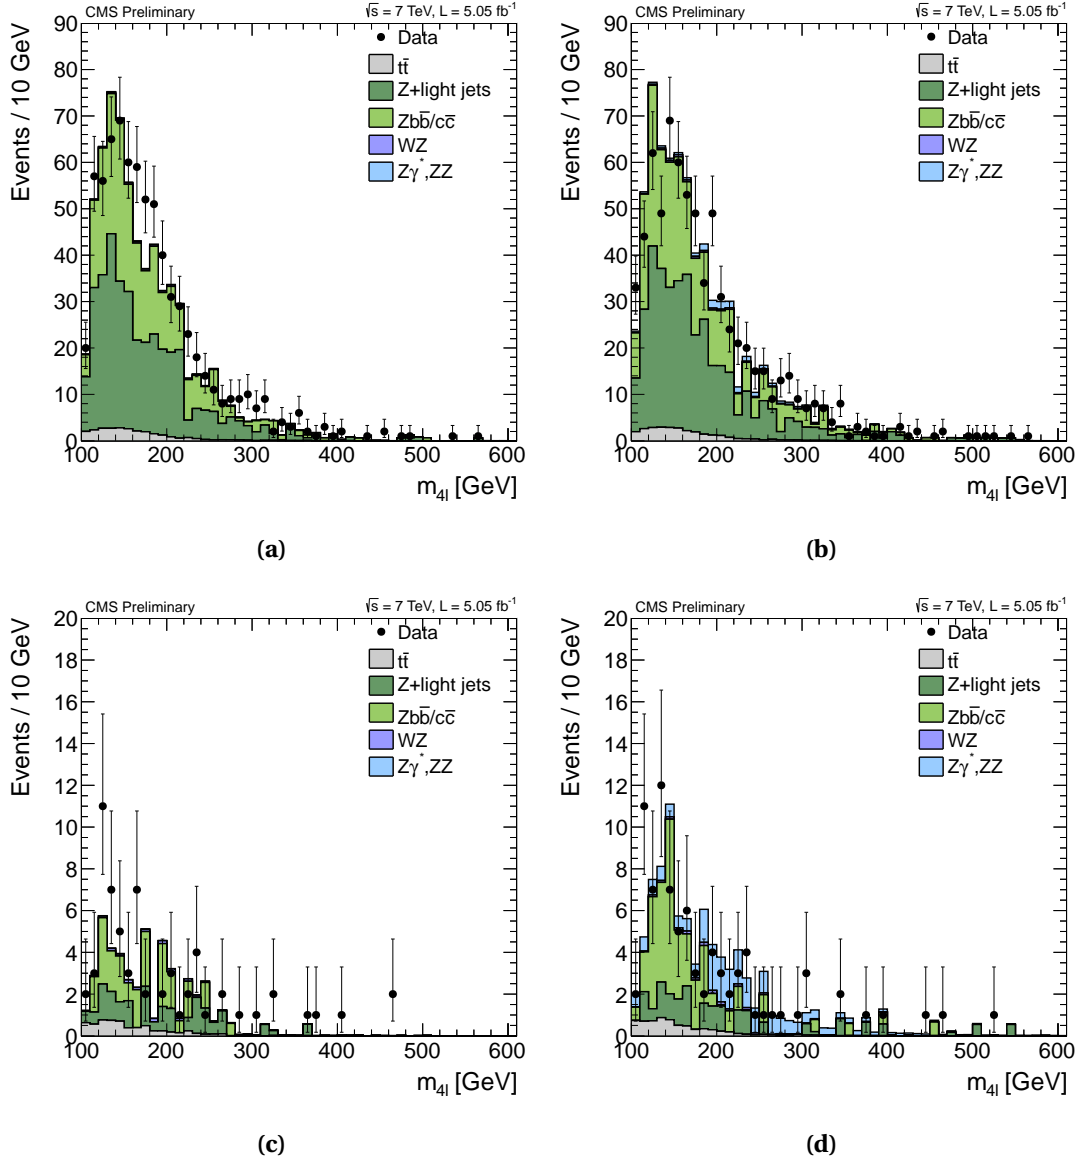 CMS Preliminary √s = 7 TeV, L = 5.05 fb⁻¹
Events / 10 GeV
90
80
70
60
50
40
30
20
10
0
100 200 300 400 500 600
m4l [GeV]
Data
tt̄
Z+light jets
Zbb̄/cc̄
WZ
Zγ*,ZZ
(a)
CMS Preliminary √s = 7 TeV, L = 5.05 fb⁻¹
Events / 10 GeV
90
80
70
60
50
40
30
20
10
0
100 200 300 400 500 600
m4l [GeV]
Data
tt̄
Z+light jets
Zbb̄/cc̄
WZ
Zγ*,ZZ
(b)
CMS Preliminary √s = 7 TeV, L = 5.05 fb⁻¹
Events / 10 GeV
20
18
16
14
12
10
8
6
4
2
0
100 200 300 400 500 600
m4l [GeV]
Data
tt̄
Z+light jets
Zbb̄/cc̄
WZ
Zγ*,ZZ
(c)
CMS Preliminary √s = 7 TeV, L = 5.05 fb⁻¹
Events / 10 GeV
20
18
16
14
12
10
8
6
4
2
0
100 200 300 400 500 600
m4l [GeV]
Data
tt̄
Z+light jets
Zbb̄/cc̄
WZ
Zγ*,ZZ
(d)